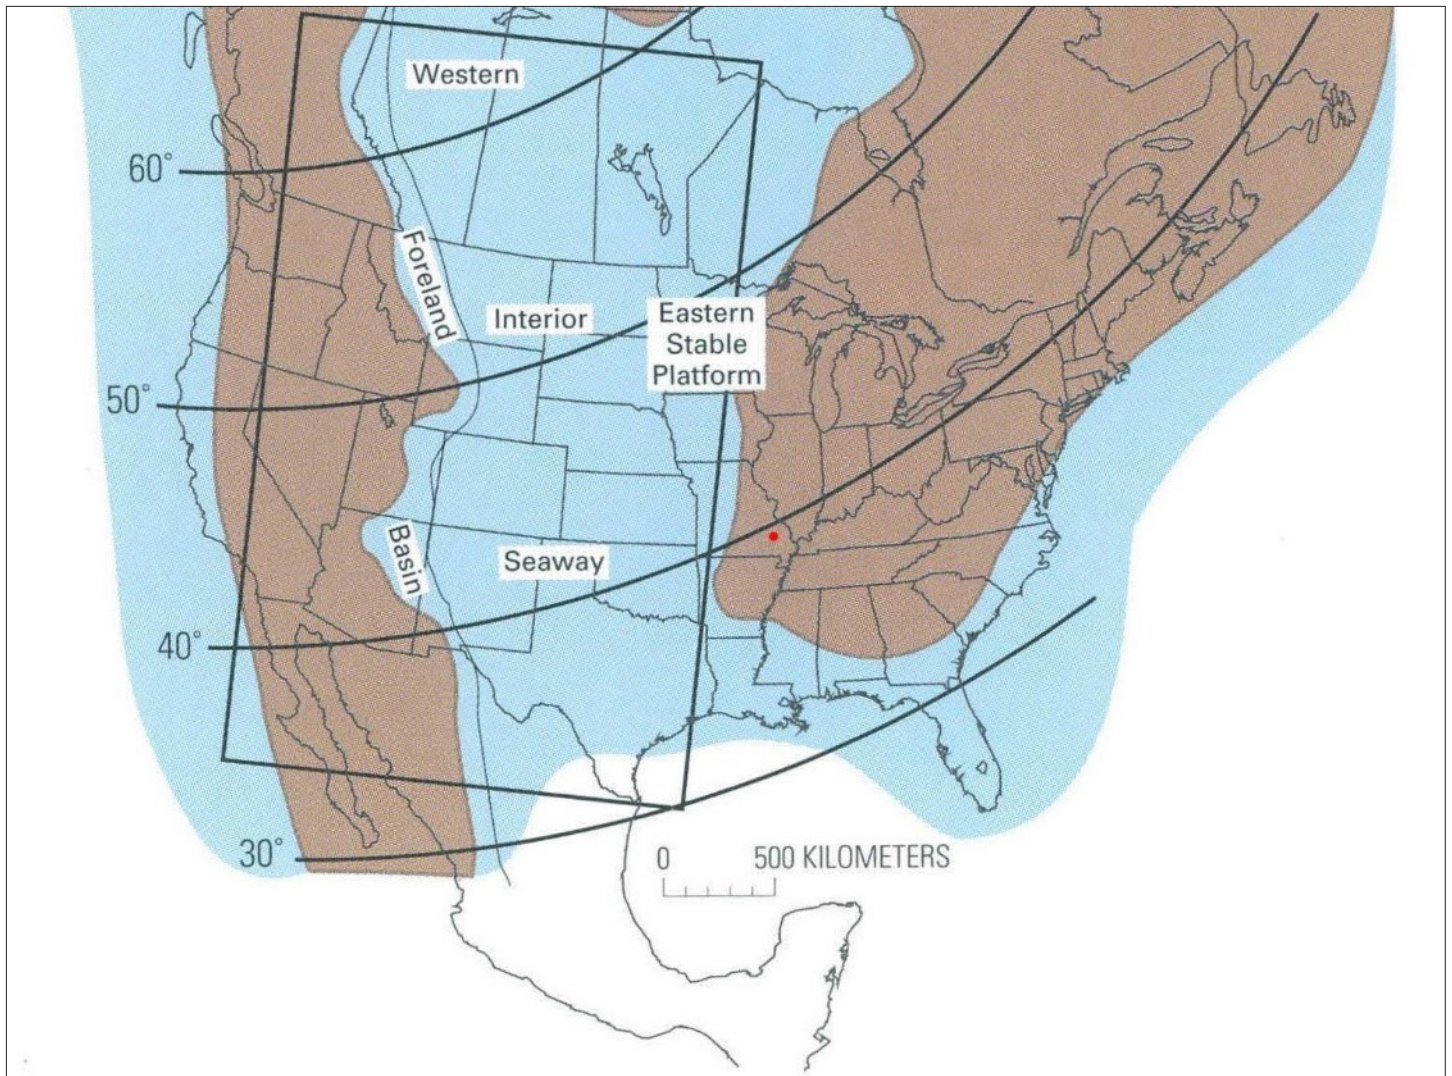 Western
60°
Foreland
Interior
Eastern
Stable
Platform
50°
Basin
Seaway
40°
30°
0 500 KILOMETERS